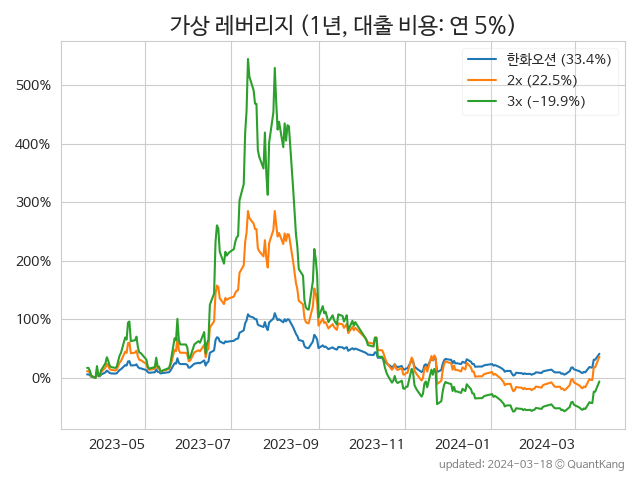 가상 레버리지 (1년, 대출 비용: 연 5%)
한화오션 (33.4%)
2x (22.5%)
3x (−19.9%)
500%
400%
300%
200%
100%
0%
2023-05 2023-07 2023-09 2023-11 2024-01 2024-03
updated: 2024-03-18 © QuantKang